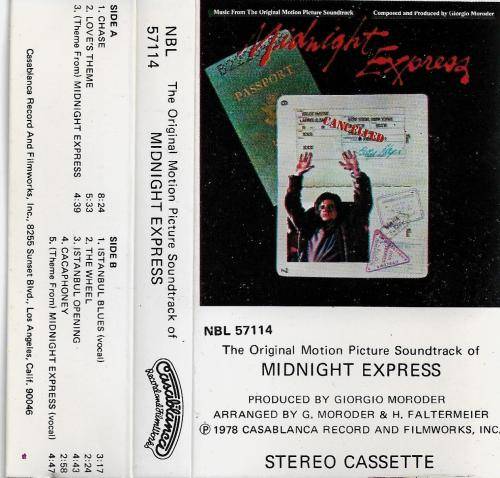 SIDE A
1. CHASE 8:24
2. LOVE'S THEME 5:33
3. (Theme From) MIDNIGHT EXPRESS 4:39
SIDE B
1. ISTANBUL BLUES (vocal) 3:17
2. THE WHEEL 2:24
3. ISTANBUL OPENING 4:43
4. CACAPHONEY 2:58
5. (Theme From) MIDNIGHT EXPRESS (vocal) 4:47
Casablanca Record And Filmworks, Inc., 8255 Sunset Blvd., Los Angeles, Calif. 90046
NBL
57114
The Original Motion Picture Soundtrack of
MIDNIGHT EXPRESS
Casablanca
Record and FilmWorks
Music From The Original Motion Picture Soundtrack
Composed and Produced by Giorgio Moroder
Midnight
Express
PASSPORT
CANCELLED
6
7
NBL 57114
The Original Motion Picture Soundtrack of
MIDNIGHT EXPRESS
PRODUCED BY GIORGIO MORODER
ARRANGED BY G. MORODER & H. FALTERMEIER
Ⓟ 1978 CASABLANCA RECORD AND FILMWORKS, INC.
STEREO CASSETTE